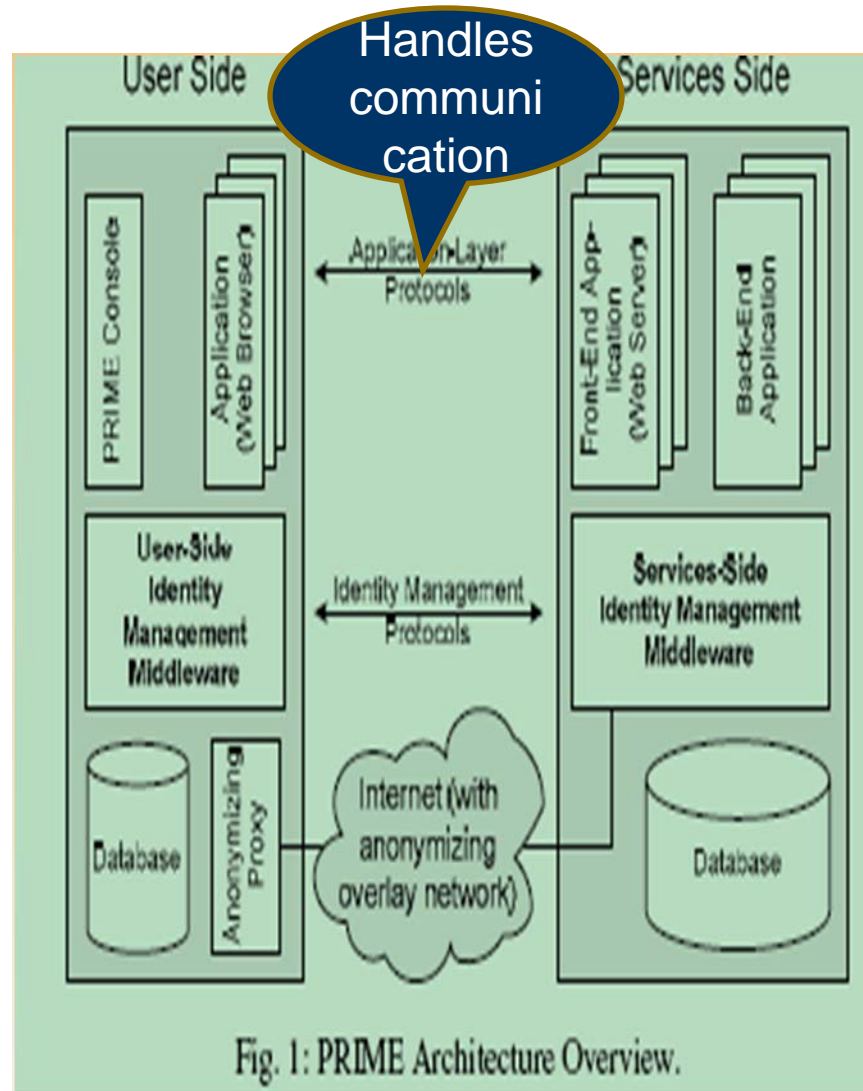 Handles
communi
cation
User Side
Services Side
PRIME Console
Application
(Web Browser)
Application-Layer
Protocols
Front-End App-
lication
(Web Server)
Back-End
Application
User-Side
Identity
Management
Middleware
Identity Management
Protocols
Services-Side
Identity Management
Middleware
Database
Anonymizing
Proxy
Internet (with
anonymizing
overlay network)
Database
Fig. 1: PRIME Architecture Overview.